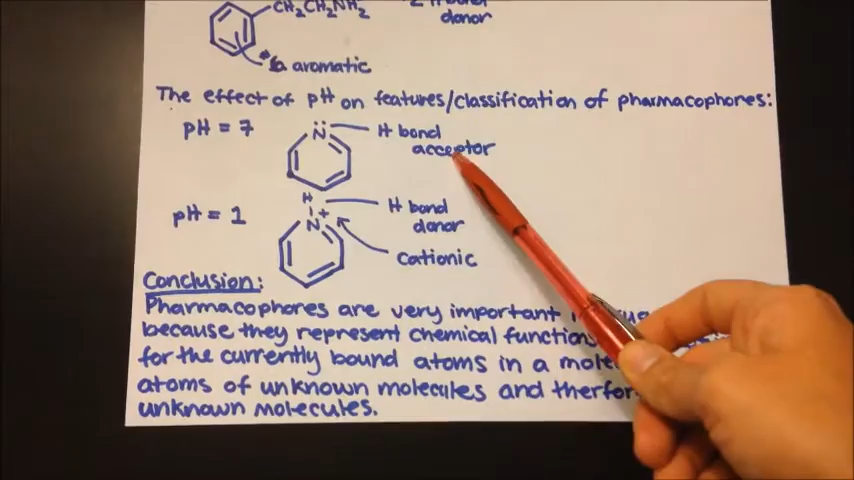 CH₂CH₂NH₂
H bond
donor
aromatic
The effect of pH on features/classification of pharmacophores:
pH = 7
N
H bond
acceptor
H
pH = 1
N+
H bond
donor
cationic
Conclusion:
Pharmacophores are very important
because they represent chemical
for the currently bound atoms in a
atoms of unknown molecules and
unknown molecules.